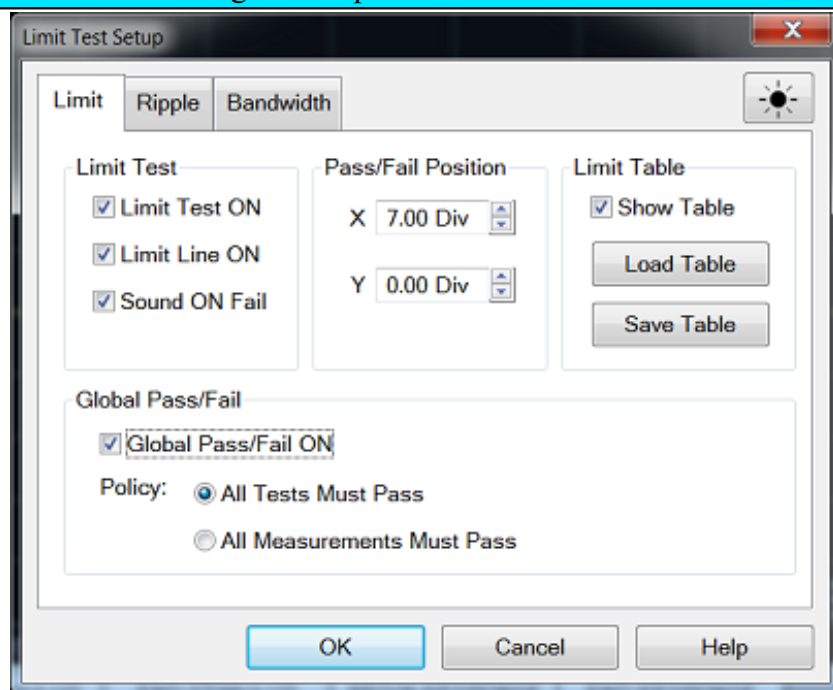 Limit Test Setup
Limit
Ripple
Bandwidth
Limit Test
Limit Test ON
Limit Line ON
Sound ON Fail
Pass/Fail Position
X 7.00 Div
Y 0.00 Div
Limit Table
Show Table
Load Table
Save Table
Global Pass/Fail
Global Pass/Fail ON
Policy:
All Tests Must Pass
All Measurements Must Pass
OK
Cancel
Help